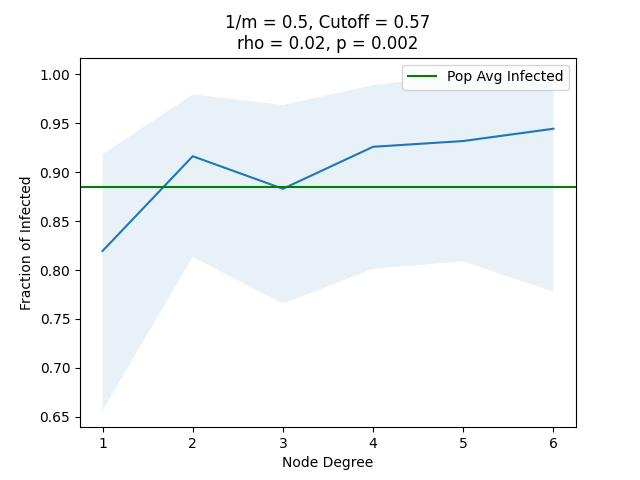 1/m = 0.5, Cutoff = 0.57
rho = 0.02, p = 0.002
Pop Avg Infected
1.00
0.95
0.90
0.85
0.80
0.75
0.70
0.65
Fraction of Infected
1 2 3 4 5 6
Node Degree